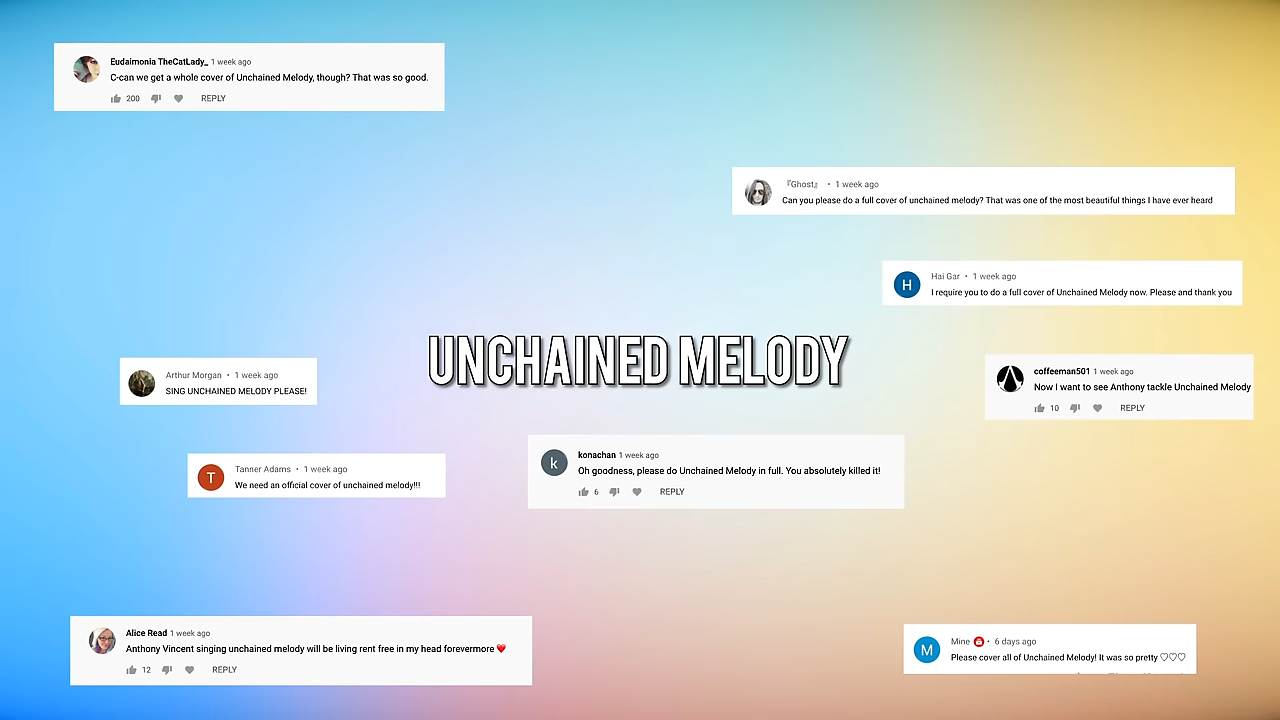 Eudaimonia TheCatLady_ 1 week ago
C-can we get a whole cover of Unchained Melody, though? That was so good.
200 REPLY
『Ghost』 • 1 week ago
Can you please do a full cover of unchained melody? That was one of the most beautiful things I have ever heard
H
Hai Gar • 1 week ago
I require you to do a full cover of Unchained Melody now. Please and thank you
UNCHAINED MELODY
Arthur Morgan • 1 week ago
SING UNCHAINED MELODY PLEASE!
coffeeman501 1 week ago
Now I want to see Anthony tackle Unchained Melody
10 REPLY
T
Tanner Adams • 1 week ago
We need an official cover of unchained melody!!!
k
konachan 1 week ago
Oh goodness, please do Unchained Melody in full. You absolutely killed it!
6 REPLY
Alice Read 1 week ago
Anthony Vincent singing unchained melody will be living rent free in my head forevermore ❤
12 REPLY
M
Mine • 6 days ago
Please cover all of Unchained Melody! It was so pretty ♡♡♡